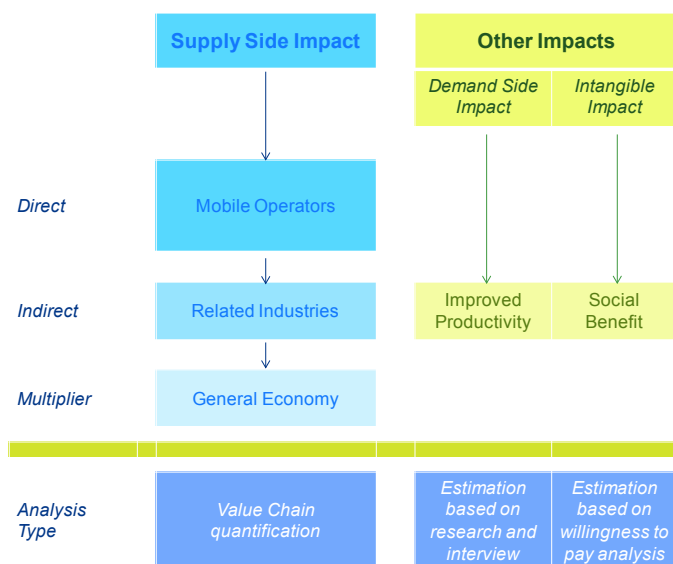 Supply Side Impact
Other Impacts
Demand Side
Impact
Intangible
Impact
Direct
Mobile Operators
Indirect
Related Industries
Improved
Productivity
Social
Benefit
Multiplier
General Economy
Analysis
Type
Value Chain
quantification
Estimation
based on
research and
interview
Estimation
based on
willingness to
pay analysis